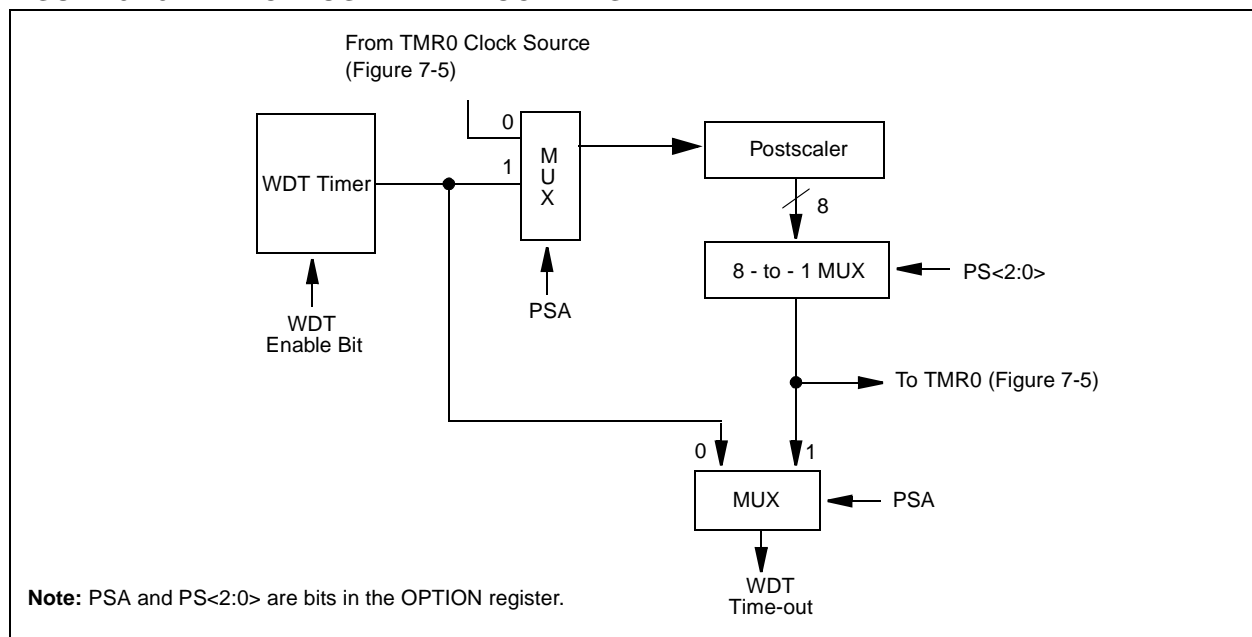 From TMR0 Clock Source
(Figure 7-5)
0
1
M
U
X
WDT Timer
Postscaler
8
8 - to - 1 MUX
PS<2:0>
PSA
WDT
Enable Bit
To TMR0 (Figure 7-5)
0
1
MUX
PSA
WDT
Time-out
Note: PSA and PS<2:0> are bits in the OPTION register.